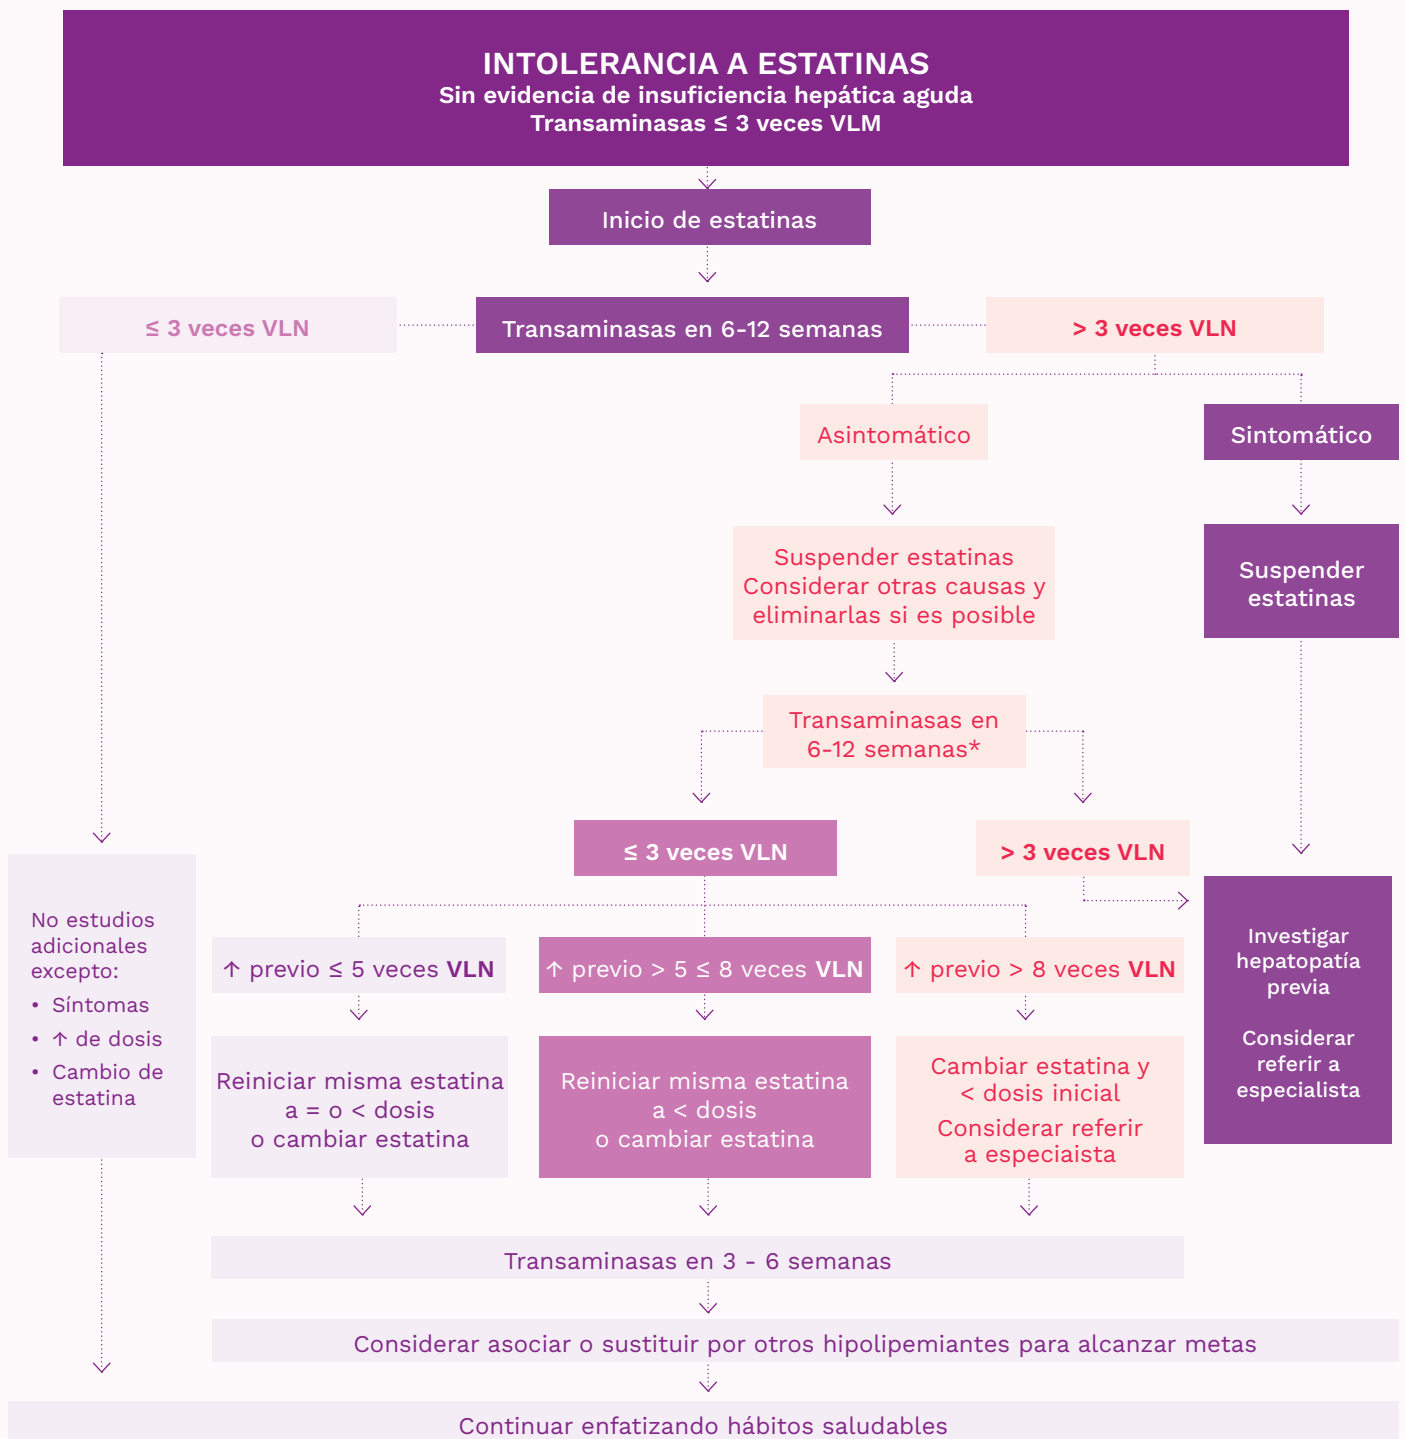 INTOLERANCIA A ESTATINAS
Sin evidencia de insuficiencia hepática aguda
Transaminasas ≤ 3 veces VLM
Inicio de estatinas
≤ 3 veces VLN
Transaminasas en 6-12 semanas
> 3 veces VLN
Asintomático
Sintomático
Suspender estatinas
Considerar otras causas y
eliminarlas si es posible
Suspender
estatinas
Transaminasas en
6-12 semanas*
≤ 3 veces VLN
> 3 veces VLN
No estudios
adicionales
excepto:
• Síntomas
• ↑ de dosis
• Cambio de
estatina
↑ previo ≤ 5 veces VLN
↑ previo > 5 ≤ 8 veces VLN
↑ previo > 8 veces VLN
Investigar
hepatopatía
previa
Considerar
referir a
especialista
Reiniciar misma estatina
a = o < dosis
o cambiar estatina
Reiniciar misma estatina
a < dosis
o cambiar estatina
Cambiar estatina y
< dosis inicial
Considerar referir
a especiaista
Transaminasas en 3 - 6 semanas
Considerar asociar o sustituir por otros hipolipemiantes para alcanzar metas
Continuar enfatizando hábitos saludables